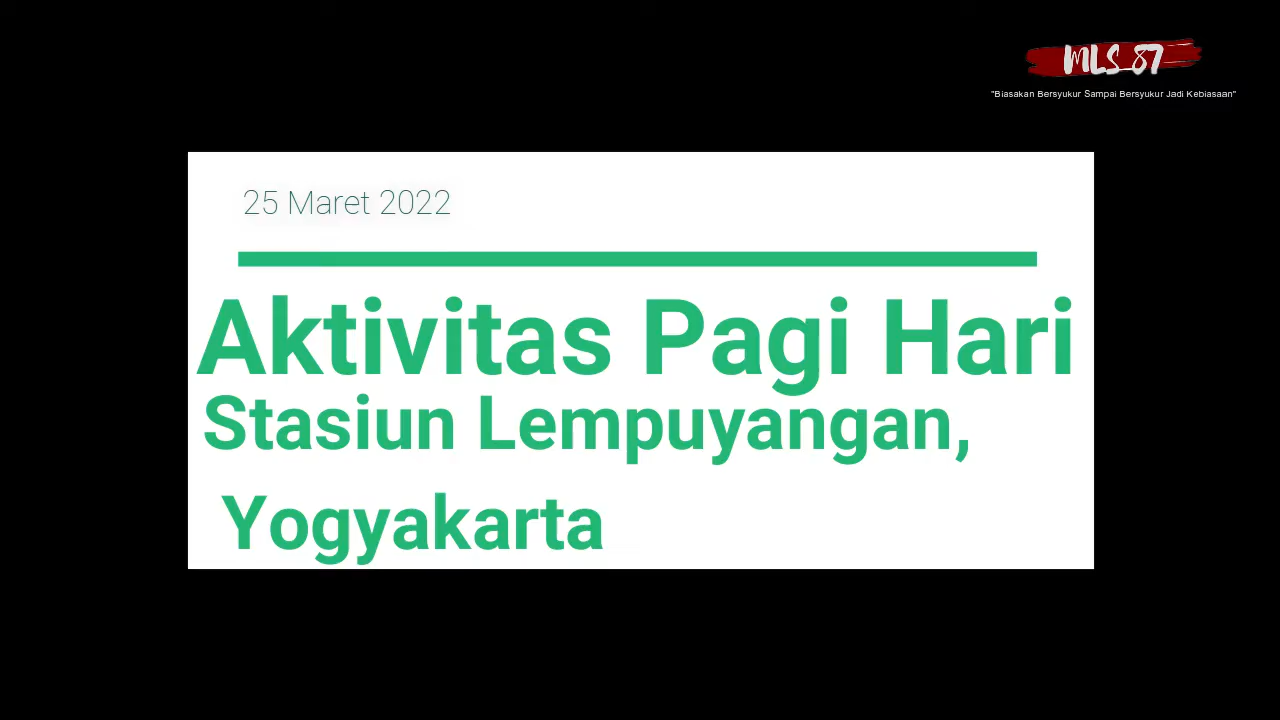 MLS 87
"Biasakan Bersyukur Sampai Bersyukur Jadi Kebiasaan"
25 Maret 2022
Aktivitas Pagi Hari
Stasiun Lempuyangan,
Yogyakarta